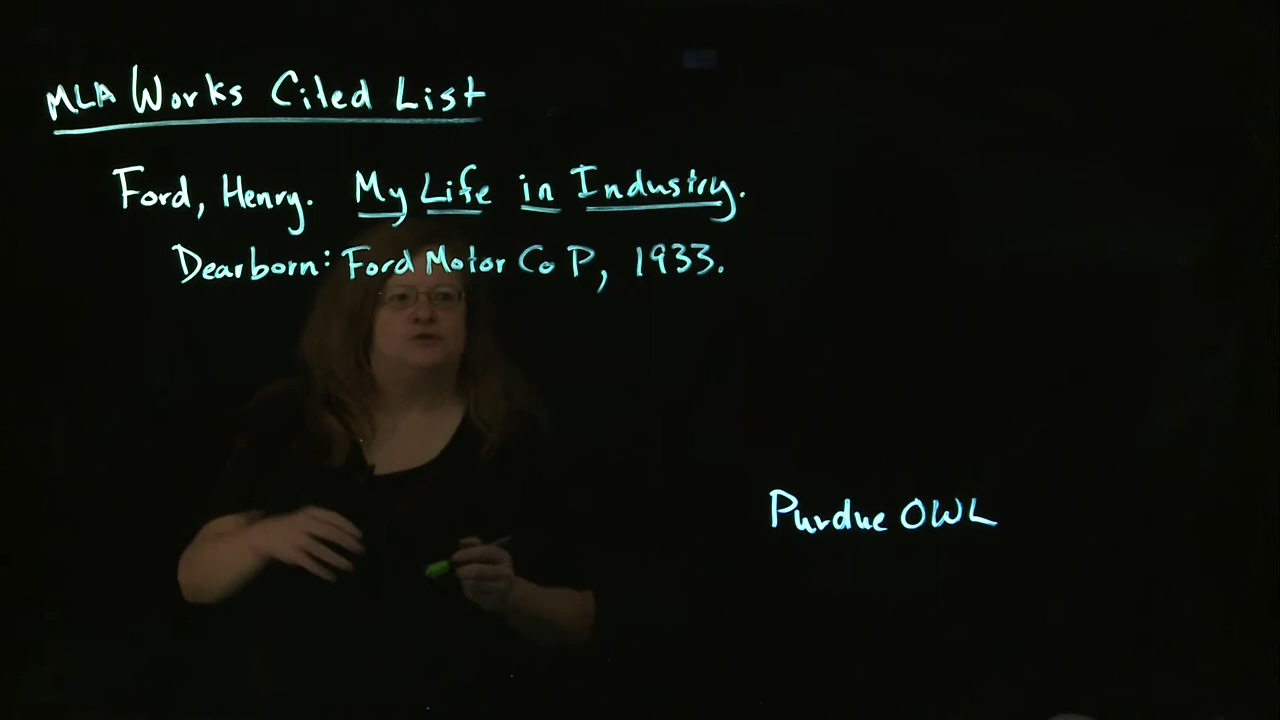 MLA Works Cited List
Ford, Henry. My Life in Industry.
Dearborn: Ford Motor Co P, 1933.
Purdue OWL